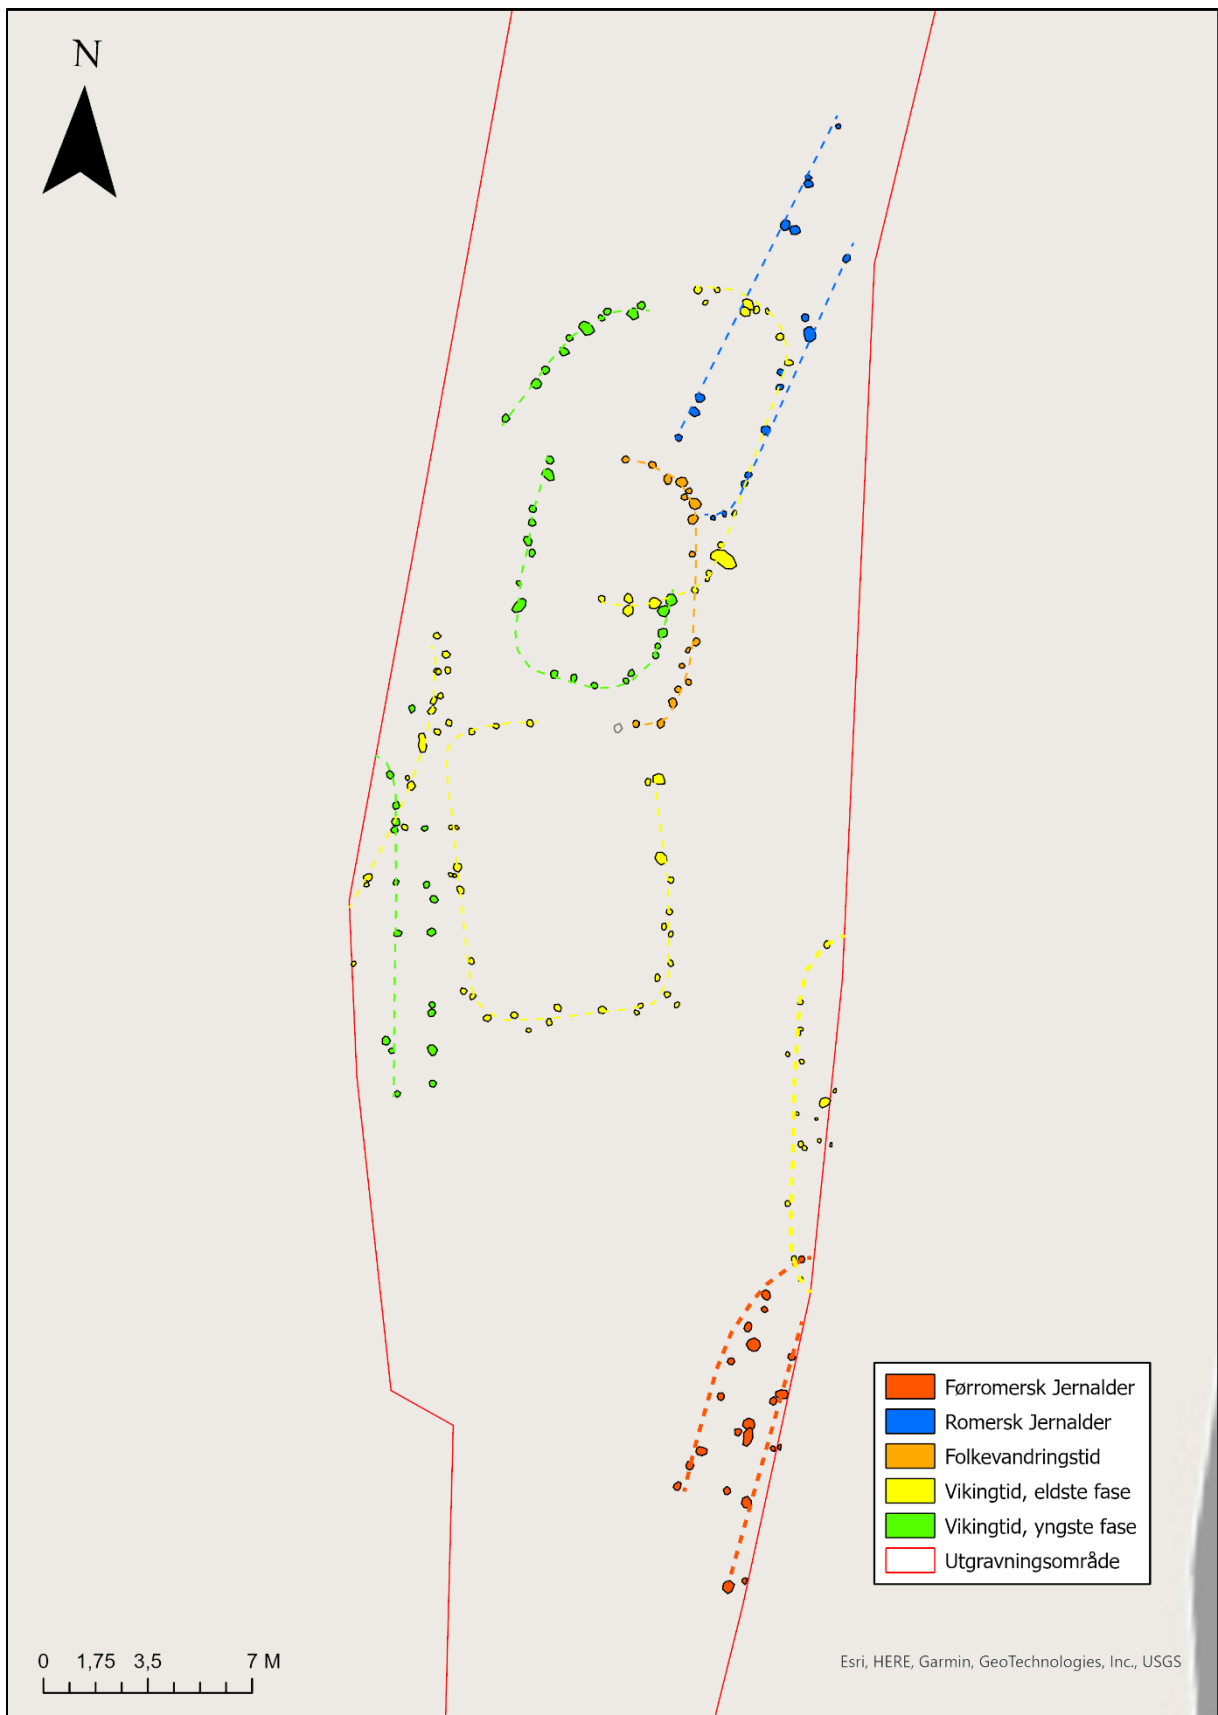 N
Førromersk Jernalder
Romersk Jernalder
Folkevandringstid
Vikingtid, eldste fase
Vikingtid, yngste fase
Utgravningsområde
0 1,75 3,5 7 M
Esri, HERE, Garmin, GeoTechnologies, Inc., USGS